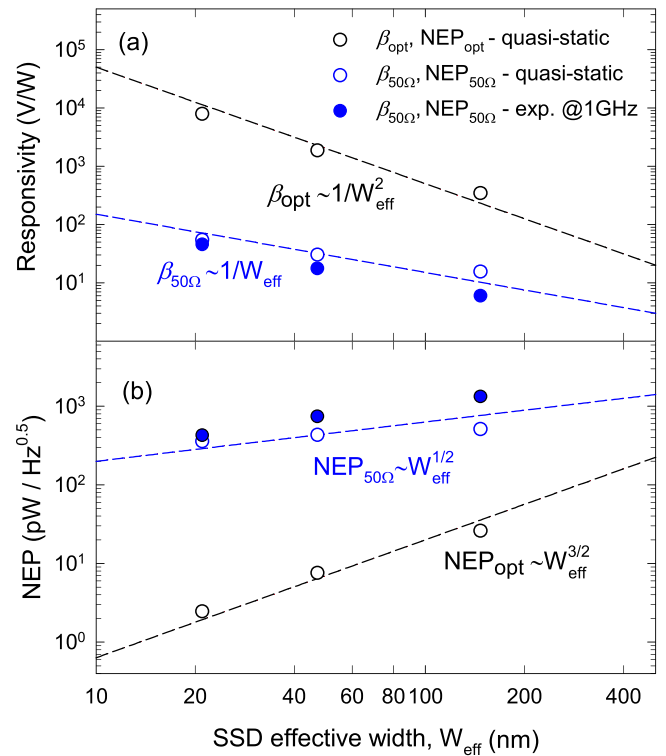 (a)
β_opt, NEP_opt - quasi-static
β_50Ω, NEP_50Ω - quasi-static
β_50Ω, NEP_50Ω - exp. @1GHz
Responsivity (V/W)
10^5
10^4
10^3
10^2
10^1
β_opt ~1/W_eff^2
β_50Ω ~1/W_eff
(b)
NEP (pW / Hz^0.5)
10^3
10^2
10^1
10^0
NEP_50Ω ~W_eff^1/2
NEP_opt ~W_eff^3/2
10 20 40 60 80 100 200 400
SSD effective width, W_eff (nm)